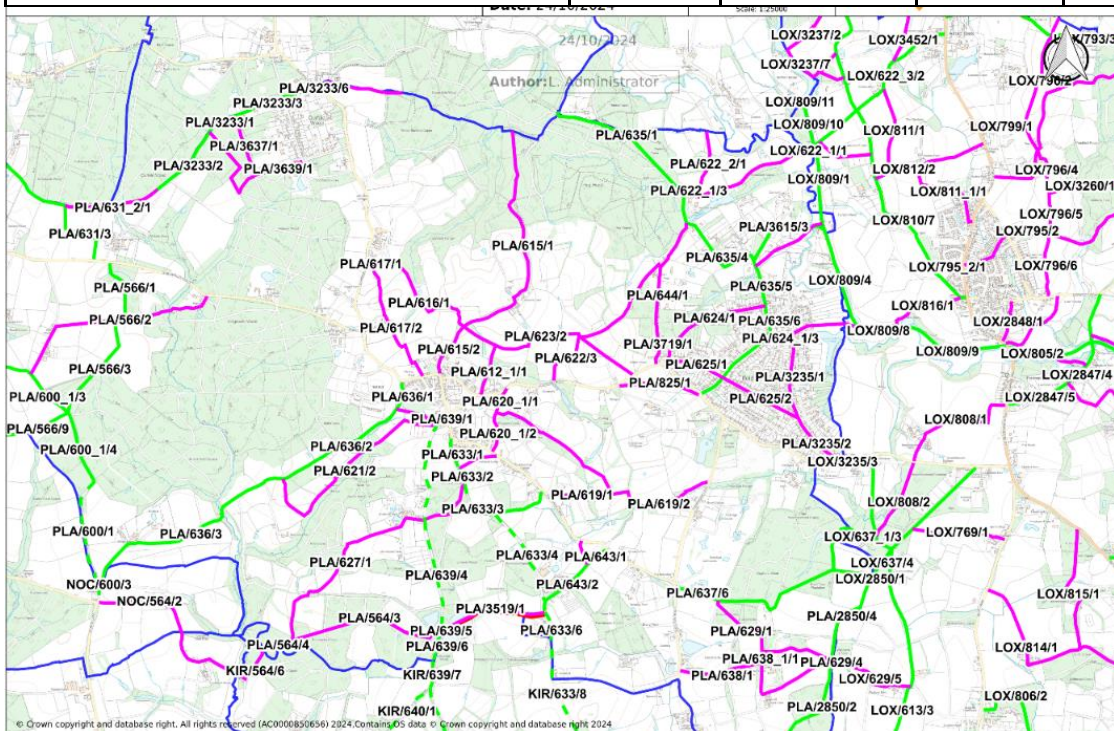 Date: 24/10/2024
Scale: 1:25000
24/10/2024
Author:L. Administrator
LOX/3237/2
LOX/3452/1
LOX/793/3
LOX/3237/7
LOX/622_3/2
LOX/796/2
PLA/3233/6
PLA/3233/3
LOX/809/11
PLA/3233/1
LOX/809/10
LOX/811/1
LOX/799/1
PLA/635/1
PLA/3637/1
LOX/622_1/1
PLA/3233/2
PLA/3639/1
PLA/622_2/1
LOX/812/2
LOX/796/4
LOX/809/1
PLA/622_1/3
LOX/811_1/1
LOX/3260/1
PLA/631_2/1
LOX/810/7
LOX/796/5
PLA/631/3
PLA/3615/3
LOX/795/2
PLA/615/1
PLA/635/4
PLA/617/1
LOX/795_2/1
LOX/796/6
LOX/809/4
PLA/566/1
PLA/635/5
PLA/644/1
PLA/616/1
LOX/816/1
PLA/566/2
PLA/624/1
PLA/635/6
LOX/2848/1
PLA/617/2
PLA/623/2
PLA/624_1/3
LOX/809/8
PLA/615/2
PLA/3719/1
LOX/809/9
LOX/805/2
PLA/622/3
PLA/625/1
PLA/566/3
PLA/612_1/1
PLA/3235/1
LOX/2847/4
PLA/825/1
PLA/600_1/3
PLA/636/1
PLA/620_1/1
PLA/625/2
LOX/2847/5
PLA/639/1
LOX/808/1
PLA/566/9
PLA/620_1/2
PLA/636/2
PLA/3235/2
PLA/600_1/4
PLA/633/1
PLA/621/2
LOX/3235/3
PLA/633/2
PLA/619/1
PLA/619/2
LOX/808/2
PLA/633/3
PLA/600/1
PLA/636/3
LOX/637_1/3
LOX/769/1
PLA/633/4
PLA/643/1
PLA/627/1
LOX/637/4
PLA/639/4
LOX/2850/1
NOC/600/3
PLA/643/2
PLA/637/6
LOX/815/1
NOC/564/2
PLA/3519/1
PLA/564/3
PLA/2850/4
PLA/639/5
PLA/633/6
PLA/629/1
PLA/564/4
PLA/639/6
LOX/814/1
PLA/638_1/1
PLA/629/4
KIR/564/6
KIR/639/7
PLA/638/1
LOX/629/5
KIR/633/8
LOX/806/2
PLA/2850/2
KIR/640/1
LOX/613/3
© Crown copyright and database right. All rights reserved (AC0000850656) 2024.Contains OS data © Crown copyright and database right 2024